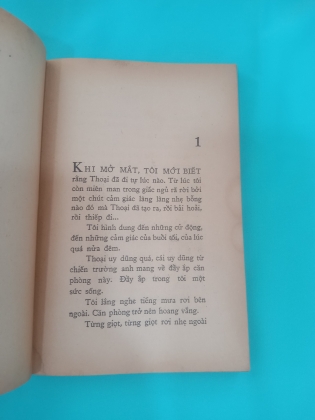 1
KHI MỞ MẮT, TÔI MỚI BIẾT
rằng Thoại đã đi tự lúc nào. Từ lúc tôi
còn miên man trong giấc ngủ rã rời bởi
một chút cảm giác lâng lâng nhẹ bỗng
nào đó mà Thoại đã tạo ra, rồi bải hoải,
rồi thiếp đi...
Tôi hình dung đến những cử động,
đến những cảm giác của buổi tối, của lúc
quá nửa đêm.
Thoại uy dũng quá, cái uy dũng từ
chiến trường anh mang về đầy ắp căn
phòng này. Đầy ắp trong tôi một
sức sống.
Tôi lắng nghe tiếng mưa rơi bên
ngoài. Căn phòng trở nên hoang vắng.
Từng giọt, từng giọt rơi nhẹ ngoài